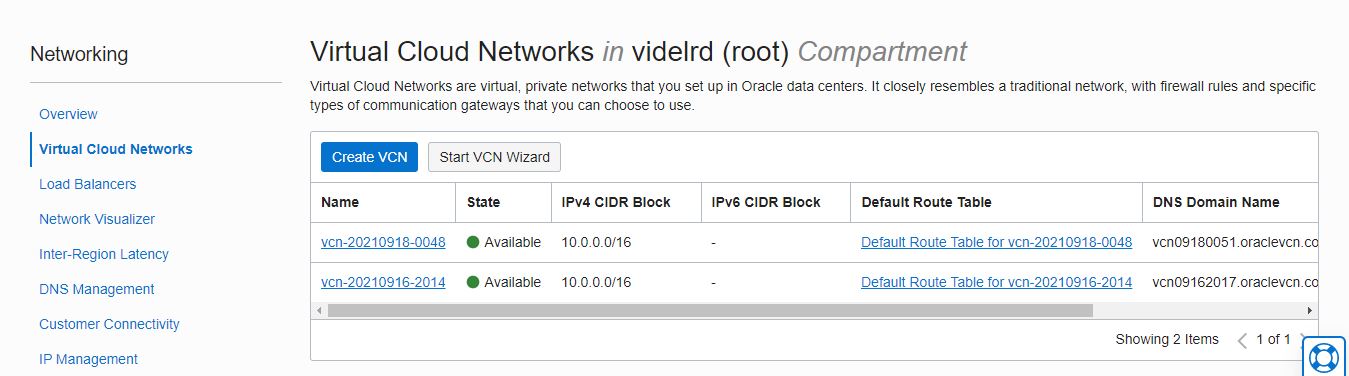 Networking
Overview
Virtual Cloud Networks
Load Balancers
Network Visualizer
Inter-Region Latency
DNS Management
Customer Connectivity
IP Management
Virtual Cloud Networks in videlrd (root) Compartment
Virtual Cloud Networks are virtual, private networks that you set up in Oracle data centers. It closely resembles a traditional network, with firewall rules and specific
types of communication gateways that you can choose to use.
Create VCN Start VCN Wizard
Name State IPv4 CIDR Block IPv6 CIDR Block Default Route Table DNS Domain Name
vcn-20210918-0048 Available 10.0.0.0/16 - Default Route Table for vcn-20210918-0048 vcn09180051.oraclevcn.co
vcn-20210916-2014 Available 10.0.0.0/16 - Default Route Table for vcn-20210916-2014 vcn09162017.oraclevcn.co
Showing 2 Items 1 of 1